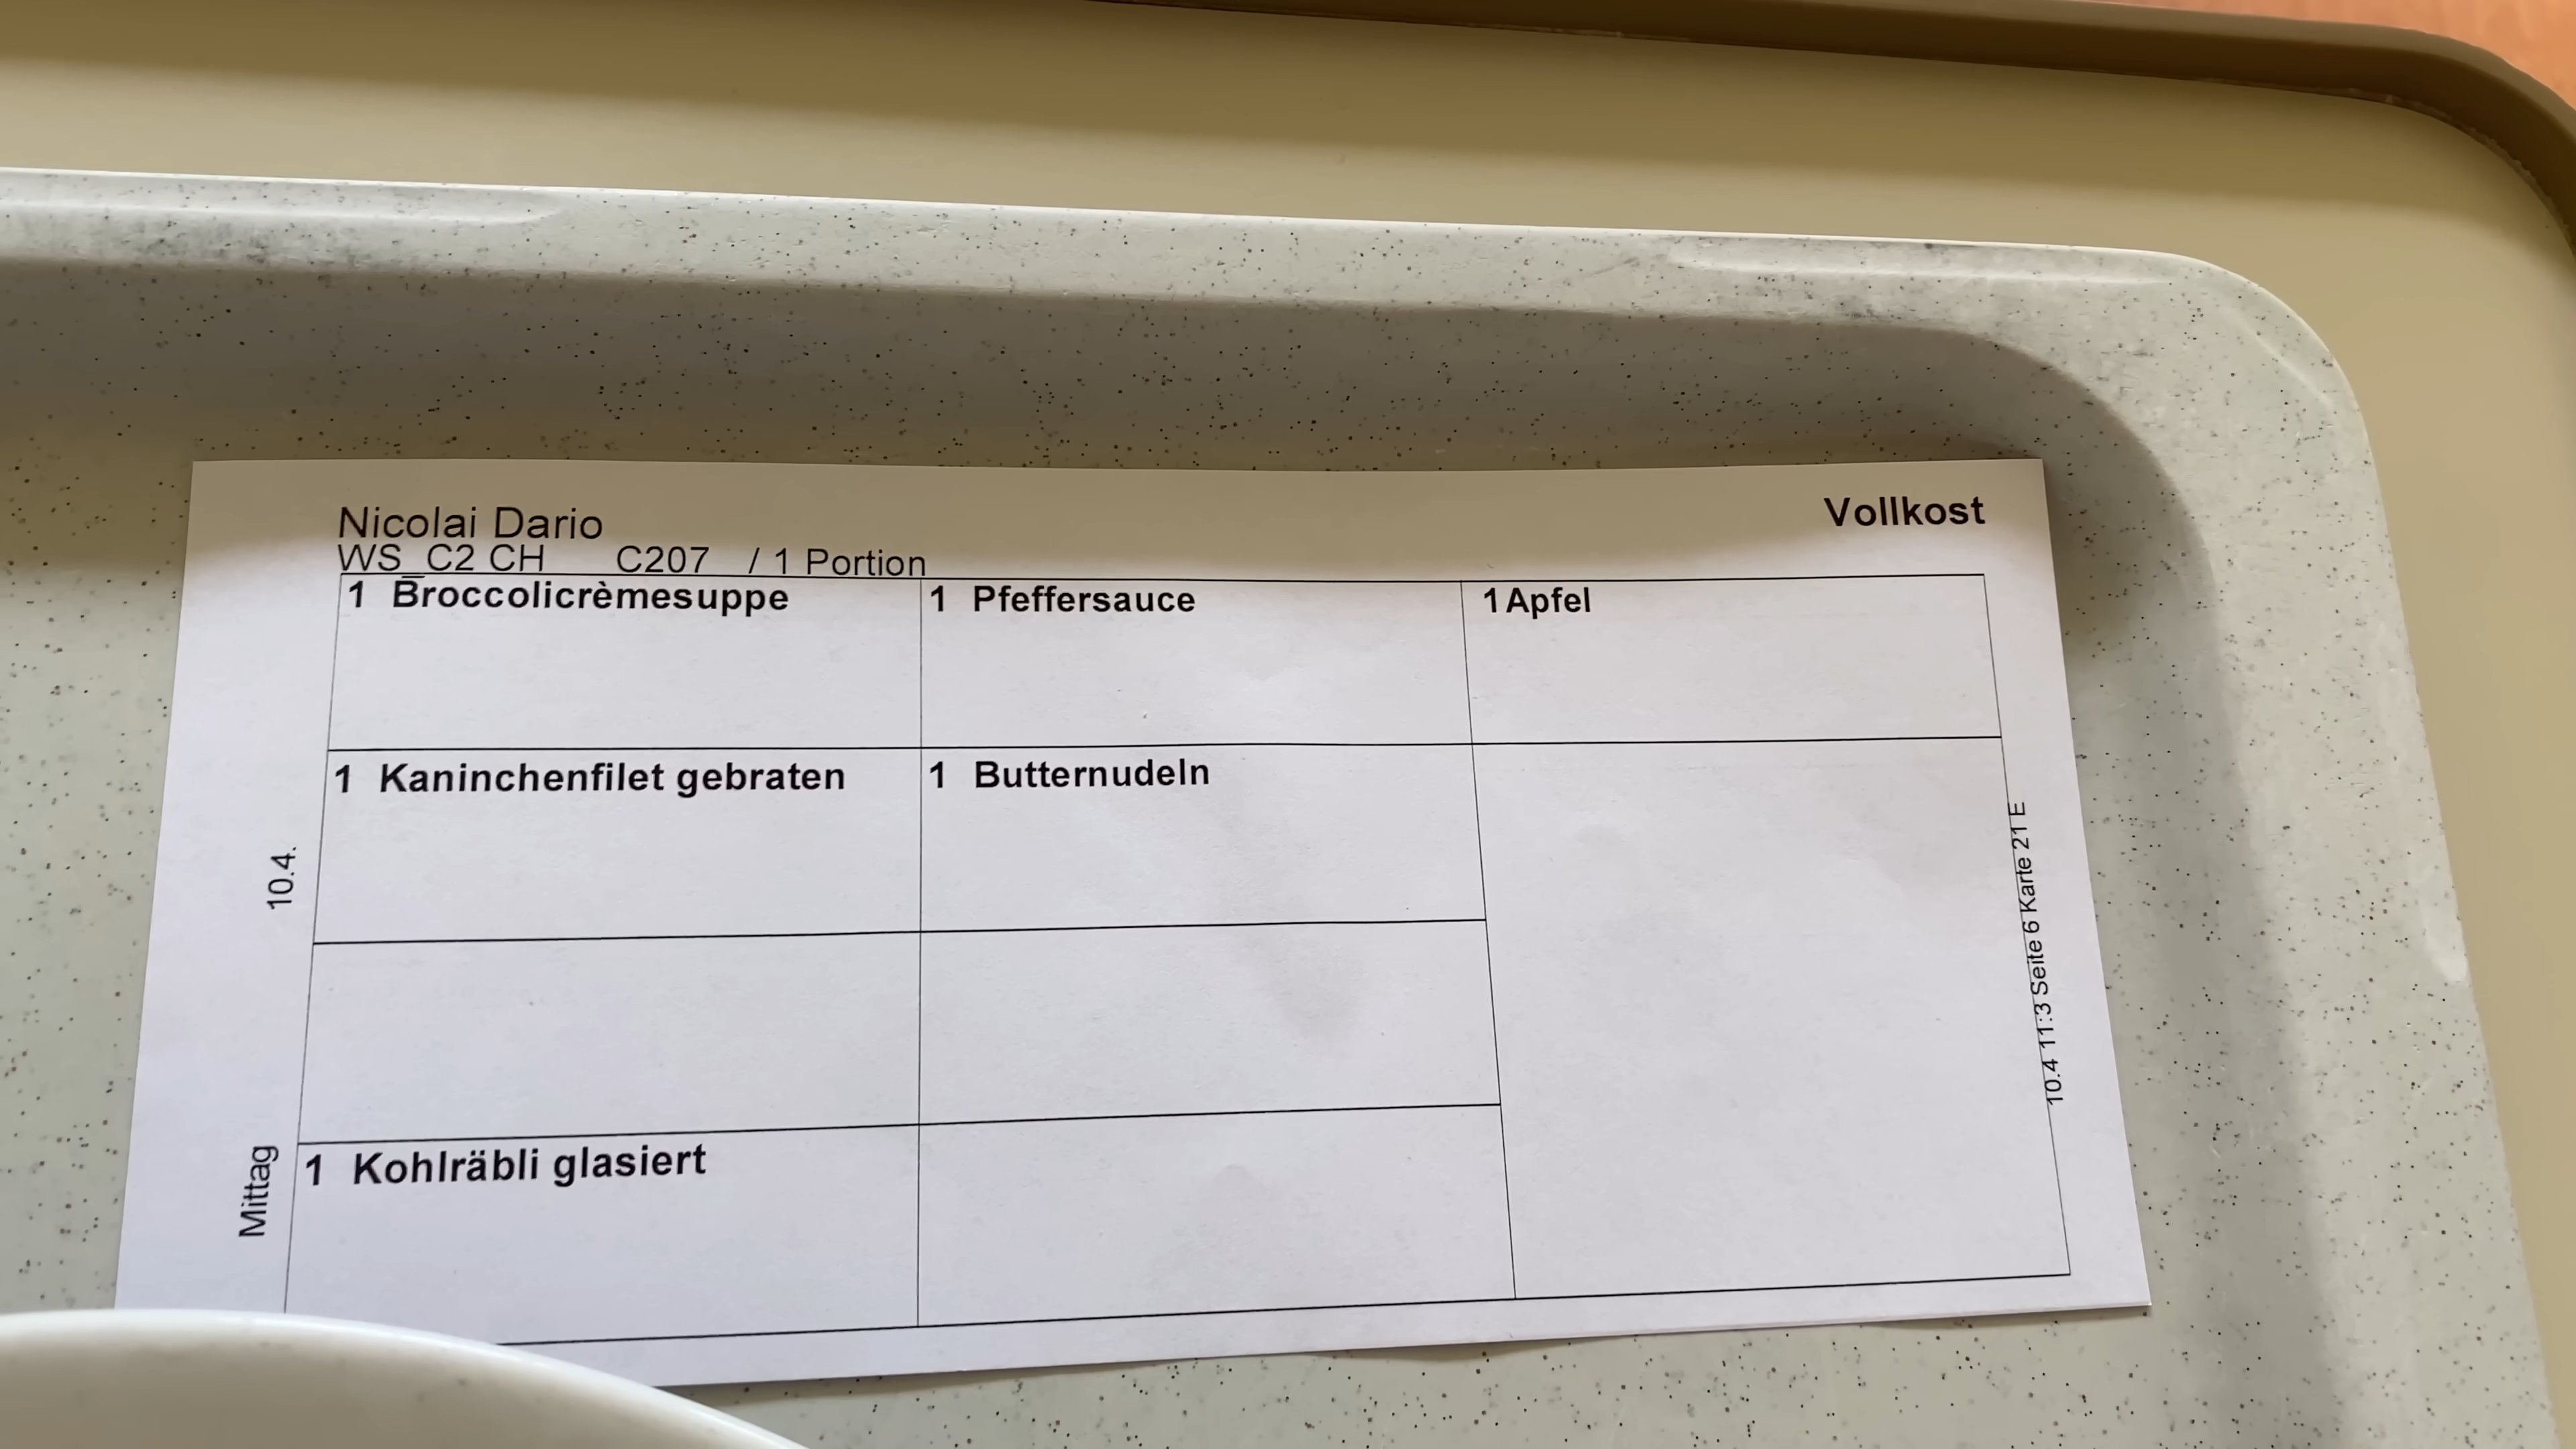 Nicolai Dario
Vollkost
WS_C2 CH C207 / 1 Portion
1 Broccolicrèmesuppe
1 Pfeffersauce
1 Apfel
1 Kaninchenfilet gebraten
1 Butternudeln
1 Kohlräbli glasiert
10.4.
Mittag
10.4 11:3 Seite 6 Karte 21 E